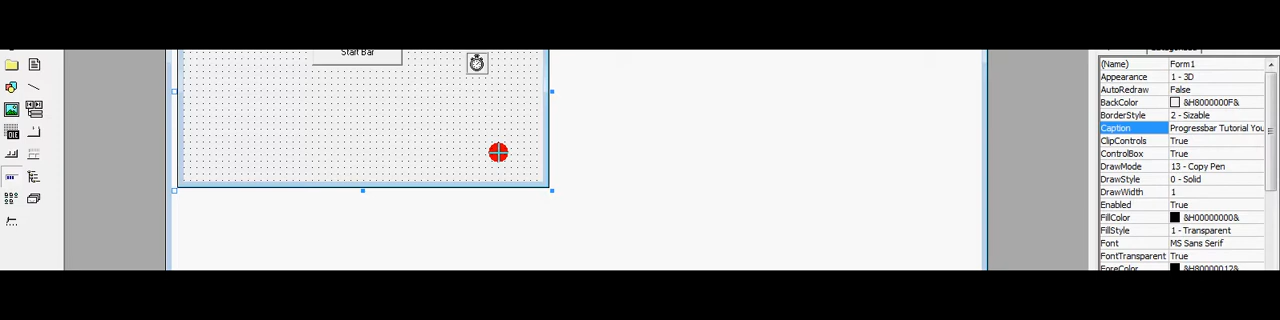 Start Bar
(Name) Form1
Appearance 1 - 3D
AutoRedraw False
BackColor &H8000000F&
BorderStyle 2 - Sizable
Caption Progressbar Tutorial You
ClipControls True
ControlBox True
DrawMode 13 - Copy Pen
DrawStyle 0 - Solid
DrawWidth 1
Enabled True
FillColor &H00000000&
FillStyle 1 - Transparent
Font MS Sans Serif
FontTransparent True
ForeColor &H80000012&